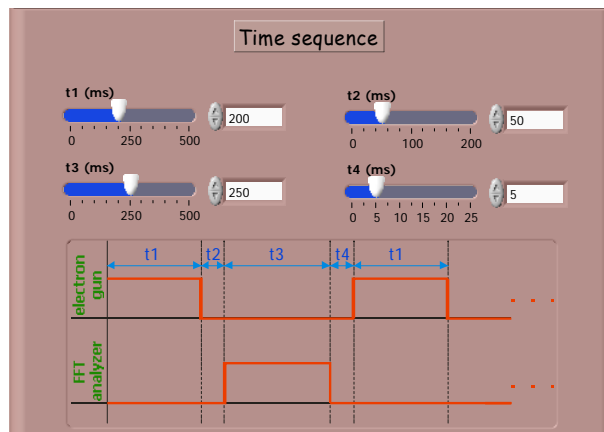 Time sequence
t1 (ms)
200
0 250 500
t2 (ms)
50
0 100 200
t3 (ms)
250
0 250 500
t4 (ms)
5
0 5 10 15 20 25
t1 t2 t3 t4 t1
electron
gun
FFT
analyzer